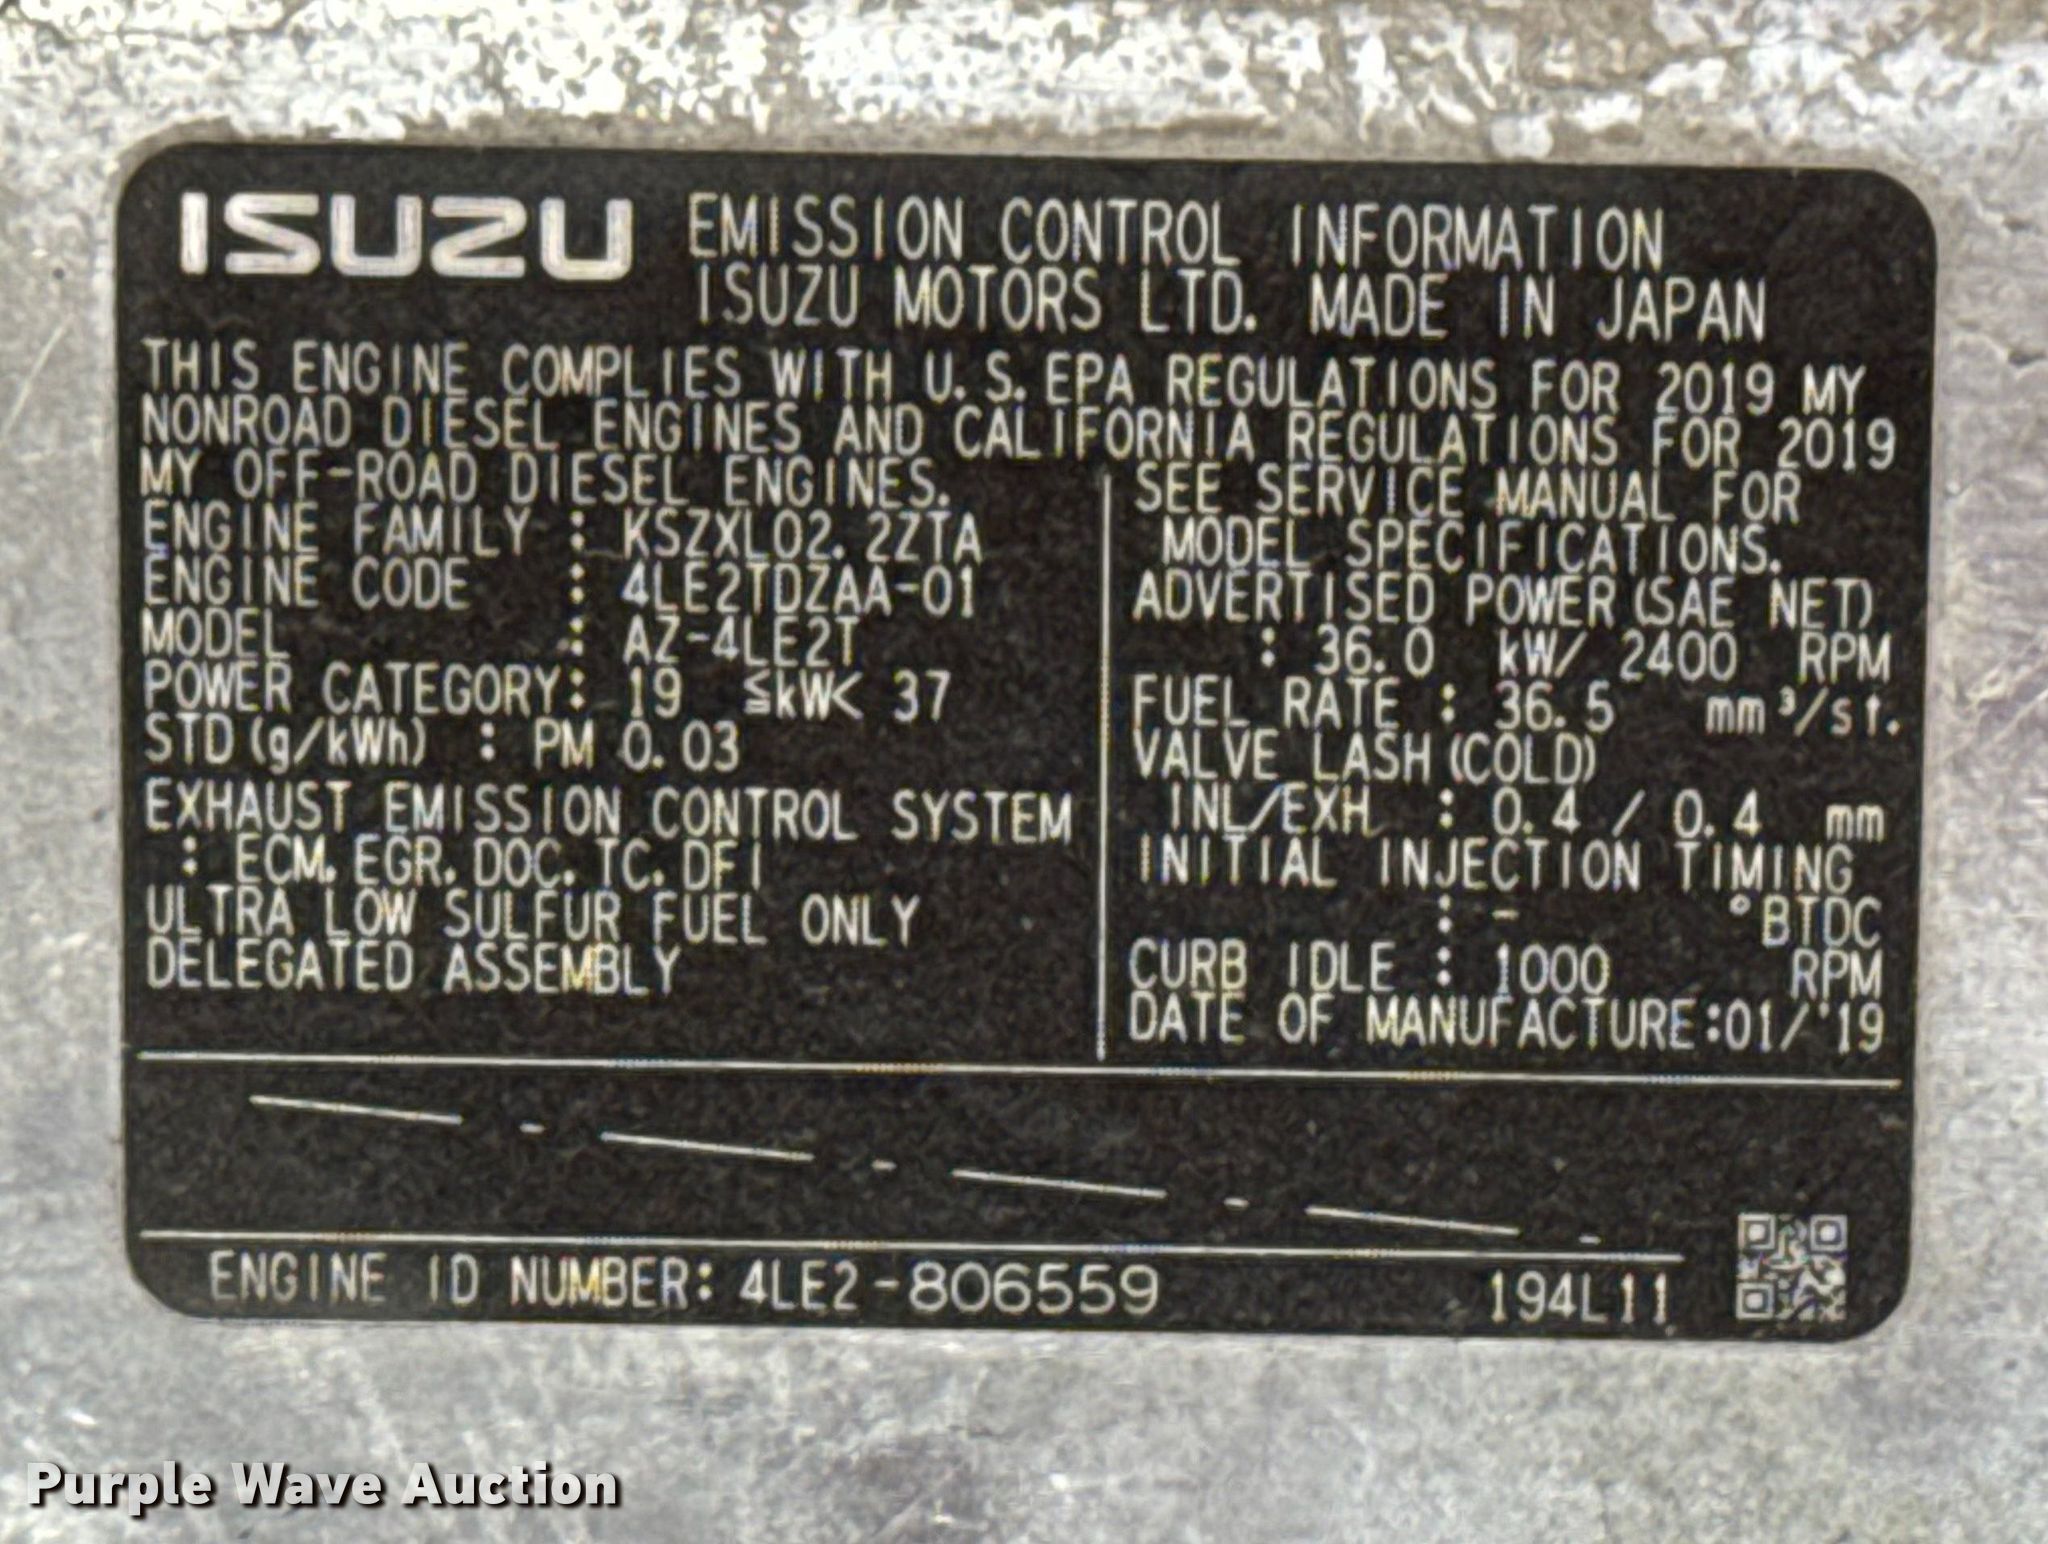 ISUZU EMISSION CONTROL INFORMATION
ISUZU MOTORS LTD. MADE IN JAPAN
THIS ENGINE COMPLIES WITH U.S.EPA REGULATIONS FOR 2019 MY
NONROAD DIESEL ENGINES AND CALIFORNIA REGULATIONS FOR 2019
MY OFF-ROAD DIESEL ENGINES.
ENGINE FAMILY : KSZXL02.2ZTA
ENGINE CODE : 4LE2TDZAA-01
MODEL : AZ-4LE2T
POWER CATEGORY: 19 ≦kW< 37
STD(g/kWh) : PM 0.03
EXHAUST EMISSION CONTROL SYSTEM
: ECM.EGR.DOC.TC.DFI
ULTRA LOW SULFUR FUEL ONLY
DELEGATED ASSEMBLY
SEE SERVICE MANUAL FOR
MODEL SPECIFICATIONS.
ADVERTISED POWER(SAE NET)
: 36.0 kW/ 2400 RPM
FUEL RATE : 36.5 mm³/st.
VALVE LASH(COLD)
INL/EXH : 0.4 / 0.4 mm
INITIAL INJECTION TIMING
: - °BTDC
CURB IDLE : 1000 RPM
DATE OF MANUFACTURE:01/'19
ENGINE ID NUMBER: 4LE2-806559 194L11
Purple Wave Auction